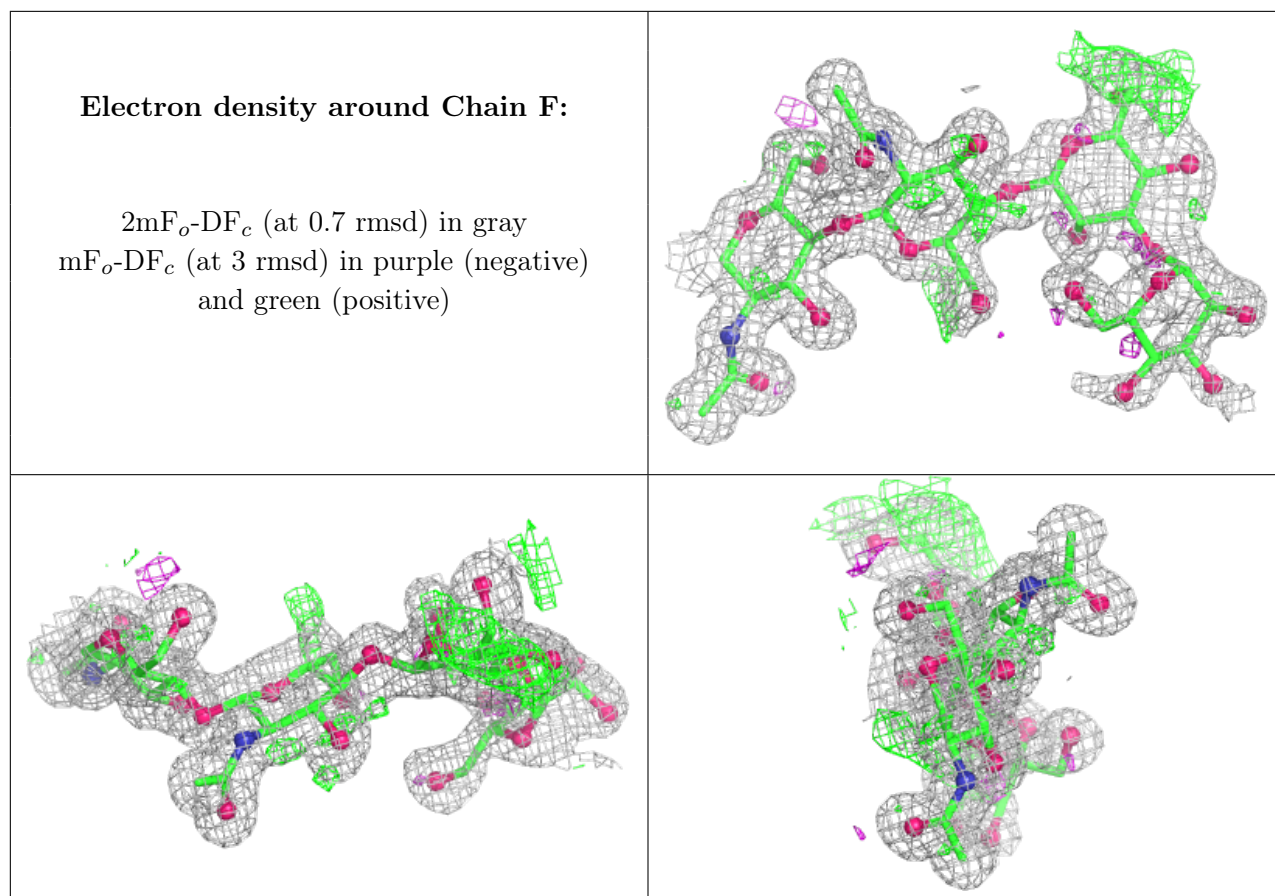 Electron density around Chain F:
2mFo-DFc (at 0.7 rmsd) in gray
mFo-DFc (at 3 rmsd) in purple (negative)
and green (positive)